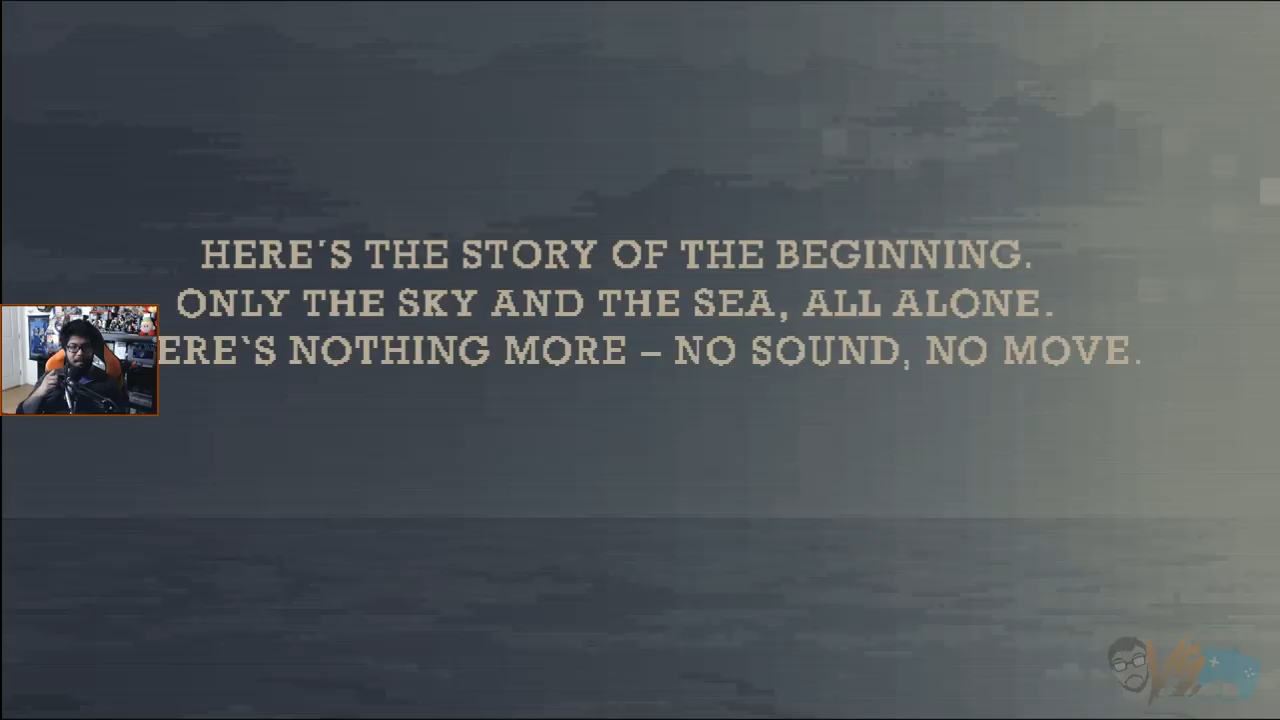 HERE´S THE STORY OF THE BEGINNING.
ONLY THE SKY AND THE SEA, ALL ALONE.
ERE`S NOTHING MORE – NO SOUND, NO MOVE.